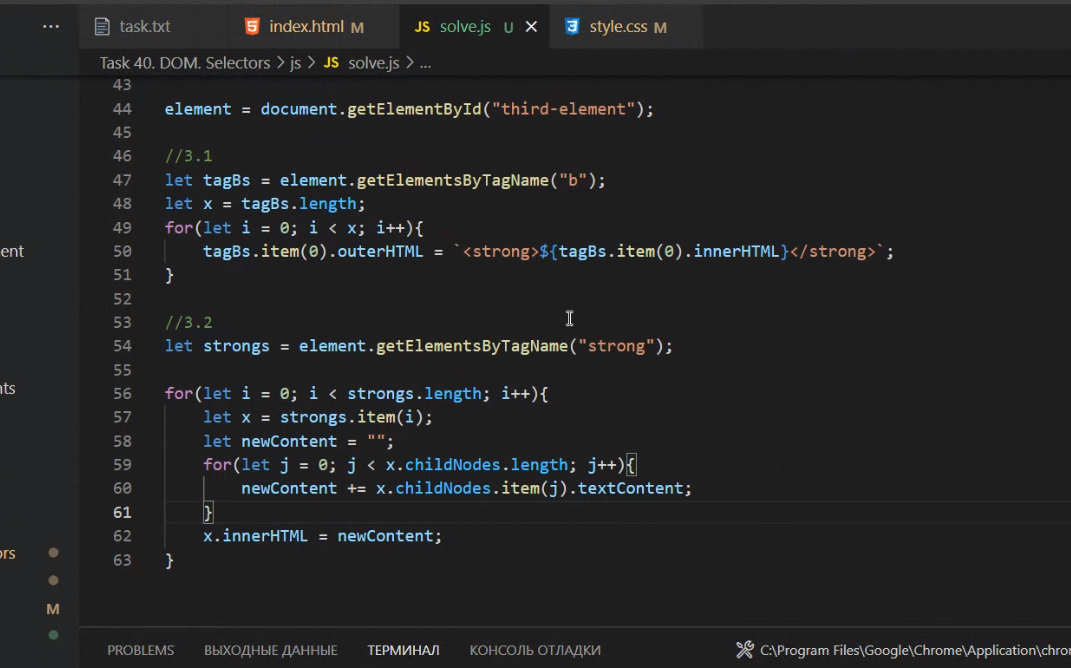 ··· task.txt index.html M JS solve.js U × style.css M
Task 40. DOM. Selectors > js > JS solve.js > ...
43
44 element = document.getElementById("third-element");
45
46 //3.1
47 let tagBs = element.getElementsByTagName("b");
48 let x = tagBs.length;
49 for(let i = 0; i < x; i++){
50 tagBs.item(0).outerHTML = `<strong>${tagBs.item(0).innerHTML}</strong>`;
51 }
52
53 //3.2
54 let strongs = element.getElementsByTagName("strong");
55
56 for(let i = 0; i < strongs.length; i++){
57 let x = strongs.item(i);
58 let newContent = "";
59 for(let j = 0; j < x.childNodes.length; j++){
60 newContent += x.childNodes.item(j).textContent;
61 }
62 x.innerHTML = newContent;
63 }
ent
nts
ors
M
PROBLEMS ВЫХОДНЫЕ ДАННЫЕ ТЕРМИНАЛ КОНСОЛЬ ОТЛАДКИ C:\Program Files\Google\Chrome\Application\chro